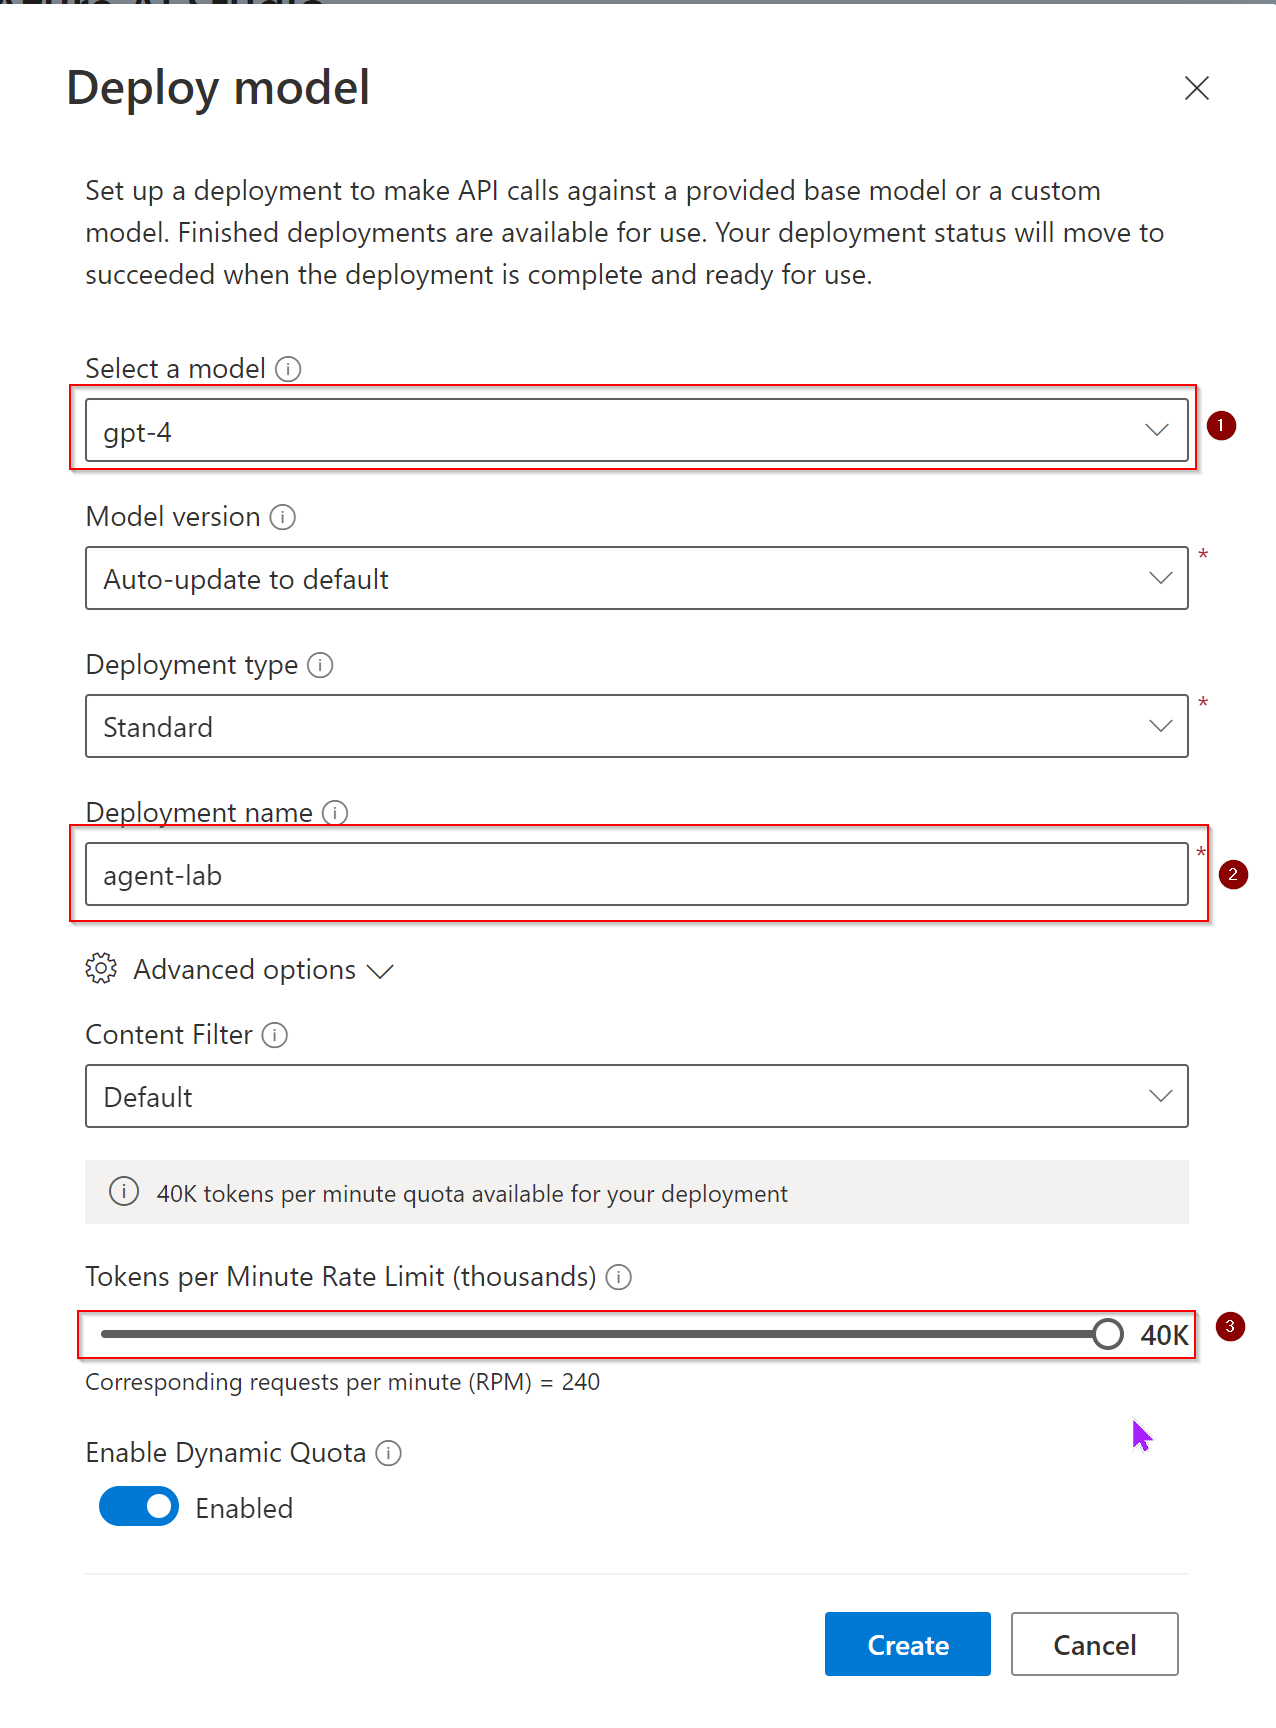 Azure AI Studio
Deploy model
Set up a deployment to make API calls against a provided base model or a custom
model. Finished deployments are available for use. Your deployment status will move to
succeeded when the deployment is complete and ready for use.
Select a model
gpt-4
1
Model version
Auto-update to default
*
Deployment type
Standard
*
Deployment name
agent-lab
*
2
Advanced options
Content Filter
Default
40K tokens per minute quota available for your deployment
Tokens per Minute Rate Limit (thousands)
40K
3
Corresponding requests per minute (RPM) = 240
Enable Dynamic Quota
Enabled
Create
Cancel